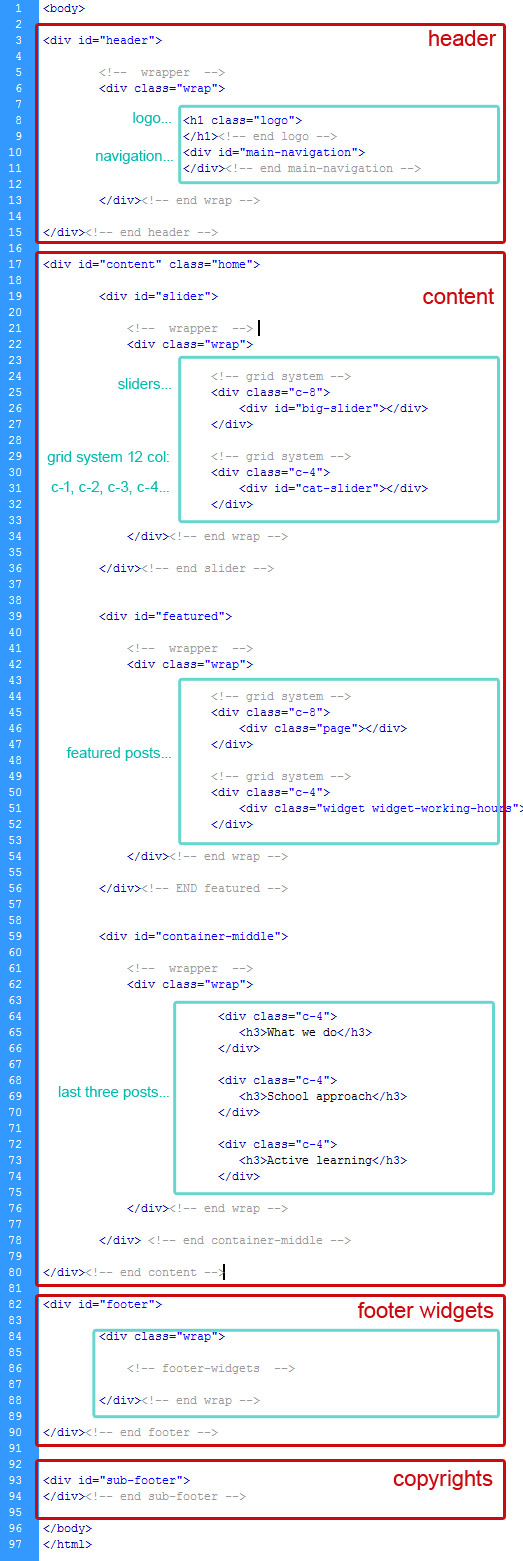 1 <body>
2
3 <div id="header"> header
4
5 <!--  wrapper  -->
6 <div class="wrap">
7
8 logo... <h1 class="logo">
9 </h1><!-- end logo -->
10 navigation... <div id="main-navigation">
11 </div><!-- end main-navigation -->
12
13 </div><!-- end wrap -->
14
15 </div><!-- end header -->
16
17 <div id="content" class="home">
18
19 <div id="slider"> content
20
21 <!--  wrapper  -->
22 <div class="wrap">
23
24 <!-- grid system -->
25 sliders... <div class="c-8">
26 <div id="big-slider"></div>
27 </div>
28
29 grid system 12 col: <!-- grid system -->
30 <div class="c-4">
31 c-1, c-2, c-3, c-4... <div id="cat-slider"></div>
32 </div>
33
34 </div><!-- end wrap -->
35
36 </div><!-- end slider -->
37
38
39 <div id="featured">
40
41 <!--  wrapper  -->
42 <div class="wrap">
43
44 <!-- grid system -->
45 <div class="c-8">
46 <div class="page"></div>
47 </div>
48 featured posts...
49 <!-- grid system -->
50 <div class="c-4">
51 <div class="widget widget-working-hours">
52 </div>
53
54 </div><!-- end wrap -->
55
56 </div><!-- END featured -->
57
58
59 <div id="container-middle">
60
61 <!--  wrapper  -->
62 <div class="wrap">
63
64 <div class="c-4">
65 <h3>What we do</h3>
66 </div>
67
68 <div class="c-4">
69 last three posts... <h3>School approach</h3>
70 </div>
71
72 <div class="c-4">
73 <h3>Active learning</h3>
74 </div>
75
76 </div><!-- end wrap -->
77
78 </div> <!-- end container-middle -->
79
80 </div><!-- end content -->
81
82 <div id="footer"> footer widgets
83
84 <div class="wrap">
85
86 <!-- footer-widgets  -->
87
88 </div><!-- end wrap -->
89
90 </div><!-- end footer -->
91
92
93 <div id="sub-footer"> copyrights
94 </div><!-- end sub-footer -->
95
96 </body>
97 </html>